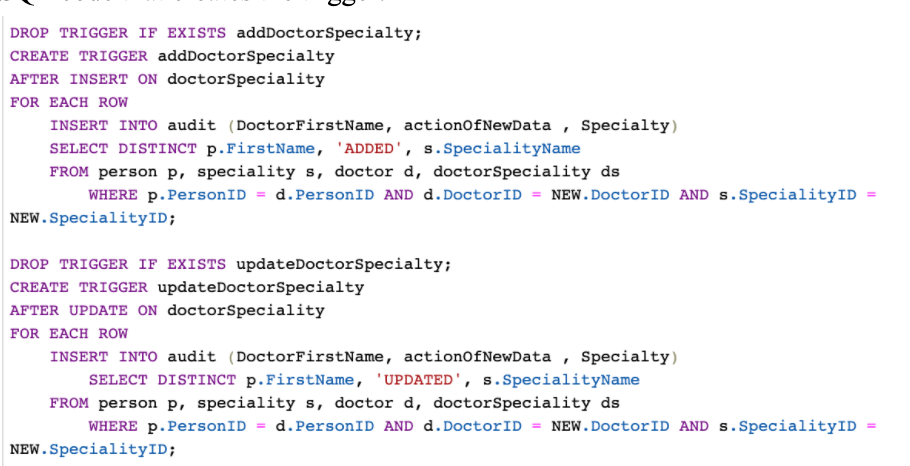 DROP TRIGGER IF EXISTS addDoctorSpecialty;
CREATE TRIGGER addDoctorSpecialty
AFTER INSERT ON doctorSpeciality
FOR EACH ROW
INSERT INTO audit (DoctorFirstName, actionOfNewData , Specialty)
SELECT DISTINCT p.FirstName, 'ADDED', s.SpecialityName
FROM person p, speciality s, doctor d, doctorSpeciality ds
WHERE p.PersonID = d.PersonID AND d.DoctorID = NEW.DoctorID AND s.SpecialityID =
NEW.SpecialityID;
DROP TRIGGER IF EXISTS updateDoctorSpecialty;
CREATE TRIGGER updateDoctorSpecialty
AFTER UPDATE ON doctorSpeciality
FOR EACH ROW
INSERT INTO audit (DoctorFirstName, actionOfNewData , Specialty)
SELECT DISTINCT p.FirstName, 'UPDATED', s.SpecialityName
FROM person p, speciality s, doctor d, doctorSpeciality ds
WHERE p.PersonID = d.PersonID AND d.DoctorID = NEW.DoctorID AND s.SpecialityID =
NEW.SpecialityID;